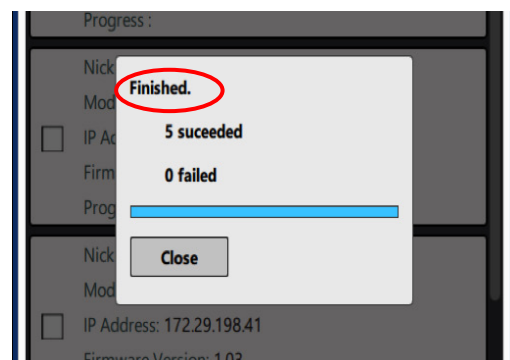 Progress :
Nick
Finished.
Mod
IP Ad
5 suceeded
Firm
0 failed
Prog
Nick
Close
Mod
IP Address: 172.29.198.41
Firmware Version: 1.03